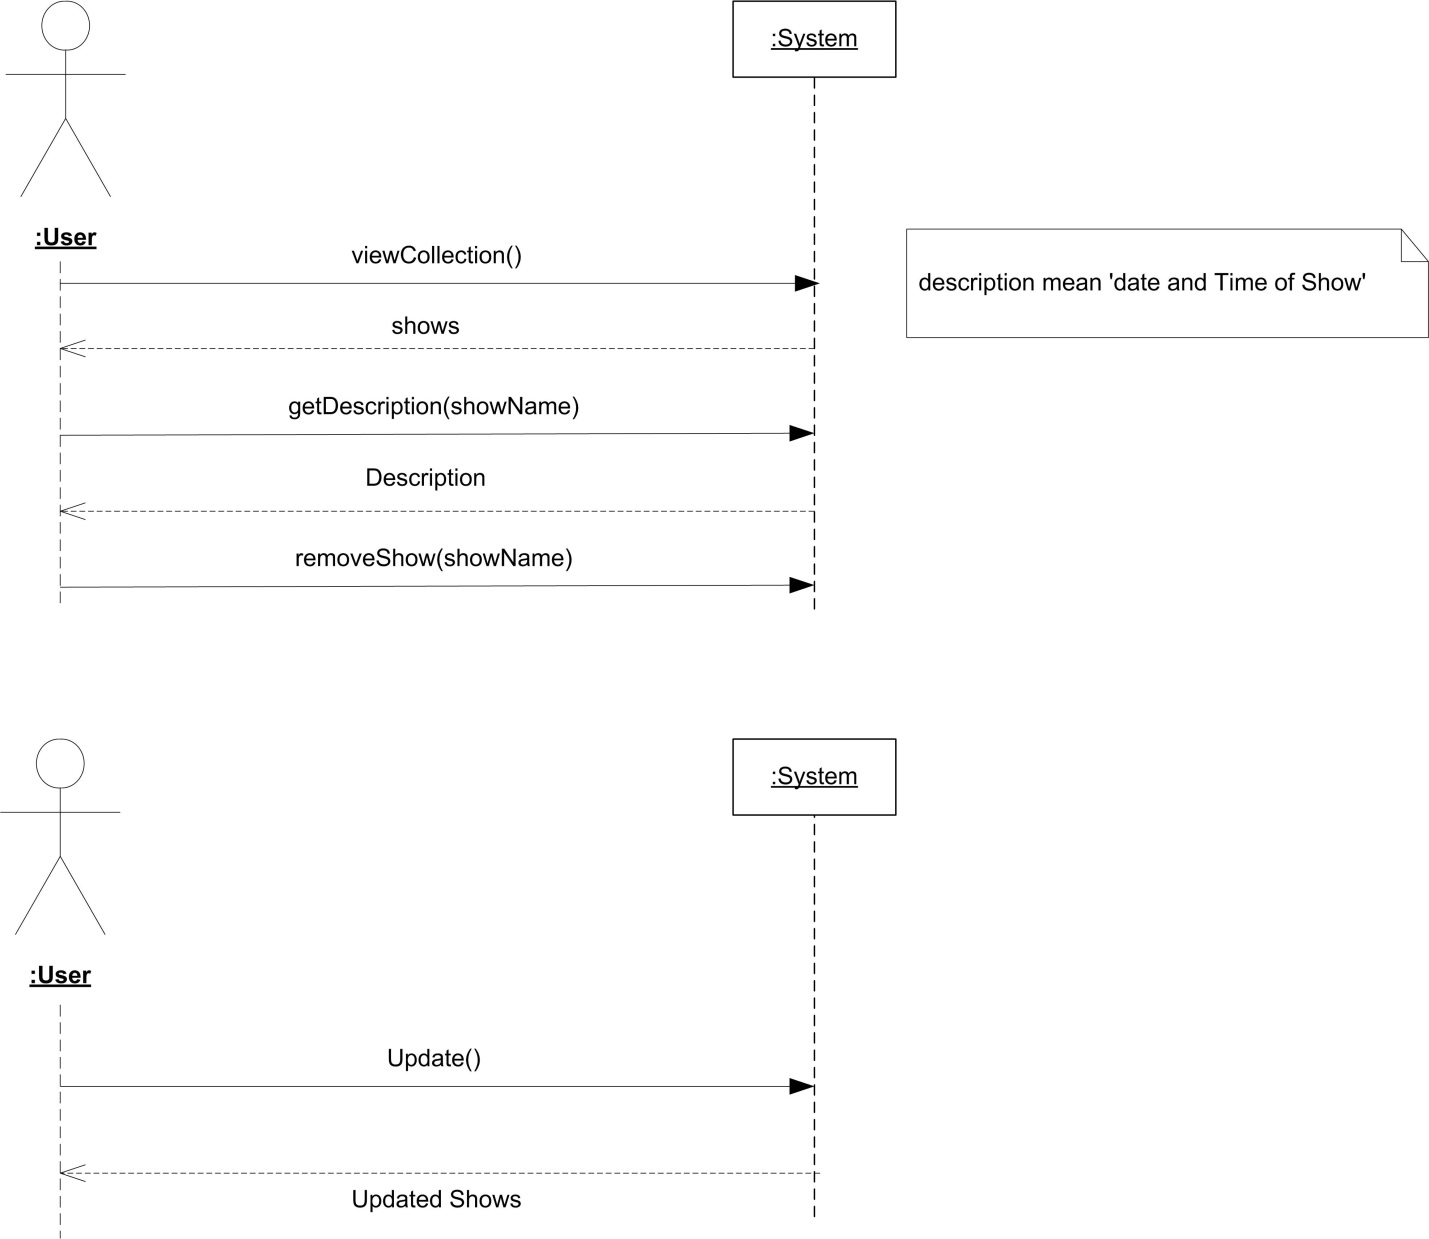 :System
:User
viewCollection()
description mean 'date and Time of Show'
shows
getDescription(showName)
Description
removeShow(showName)
:System
:User
Update()
Updated Shows